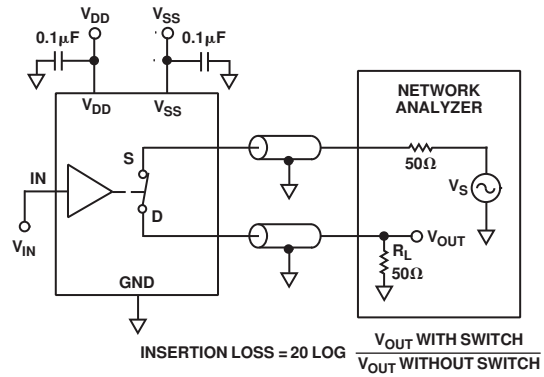 VDD
VSS
0.1µF
0.1µF
VDD
VSS
NETWORK
ANALYZER
S
50Ω
IN
VS
D
VIN
VOUT
RL
50Ω
GND
INSERTION LOSS = 20 LOG
VOUT WITH SWITCH
VOUT WITHOUT SWITCH